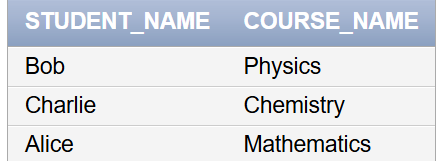 STUDENT_NAME COURSE_NAME
Bob Physics
Charlie Chemistry
Alice Mathematics